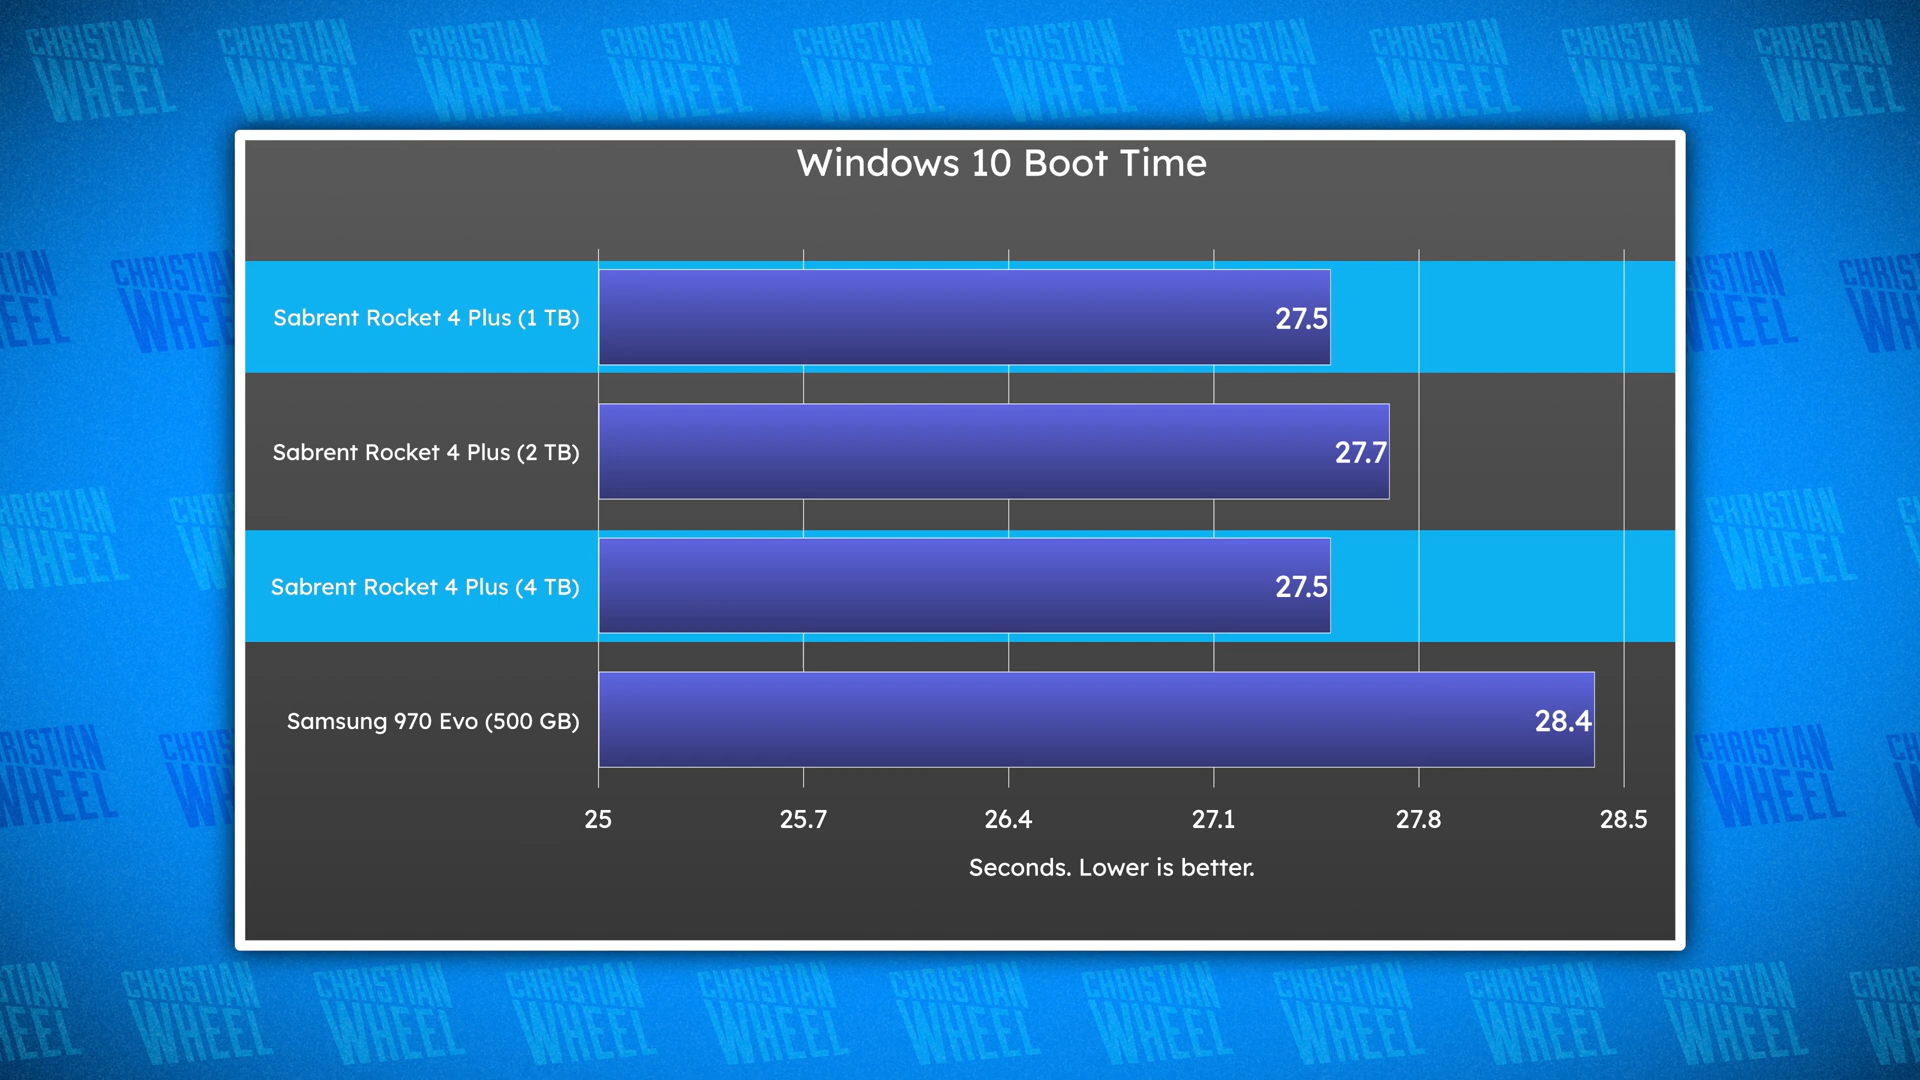 CHRISTIAN WHEEL
Windows 10 Boot Time
Sabrent Rocket 4 Plus (1 TB)
27.5
Sabrent Rocket 4 Plus (2 TB)
27.7
Sabrent Rocket 4 Plus (4 TB)
27.5
Samsung 970 Evo (500 GB)
28.4
25 25.7 26.4 27.1 27.8 28.5
Seconds. Lower is better.